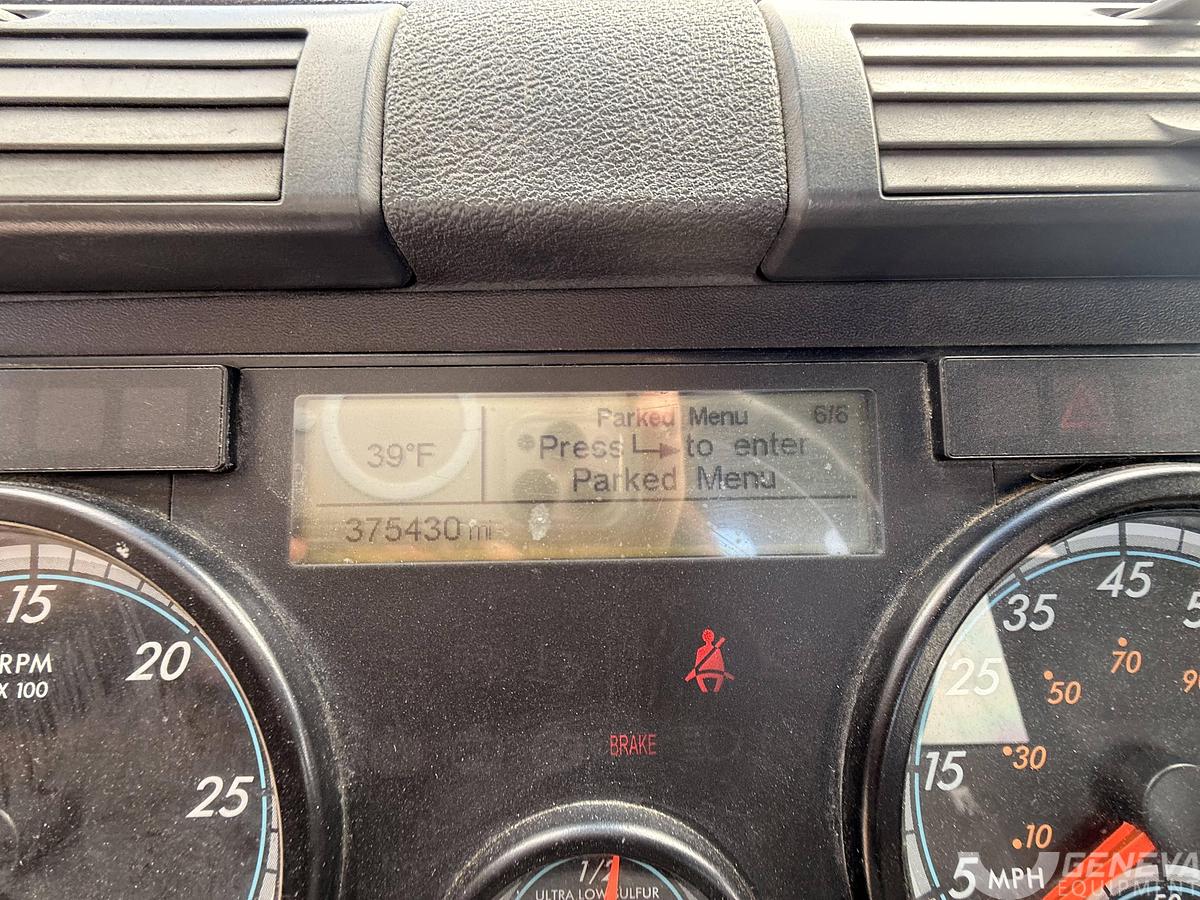 Parked Menu 6/6
39°F
Press to enter
Parked Menu
375430 mi
15
20
25
RPM
X 100
BRAKE
1/2
ULTRA LOW SULFUR
5
15
25
35
45
10
30
50
70
MPH
GENEVA
EQUIPMENT